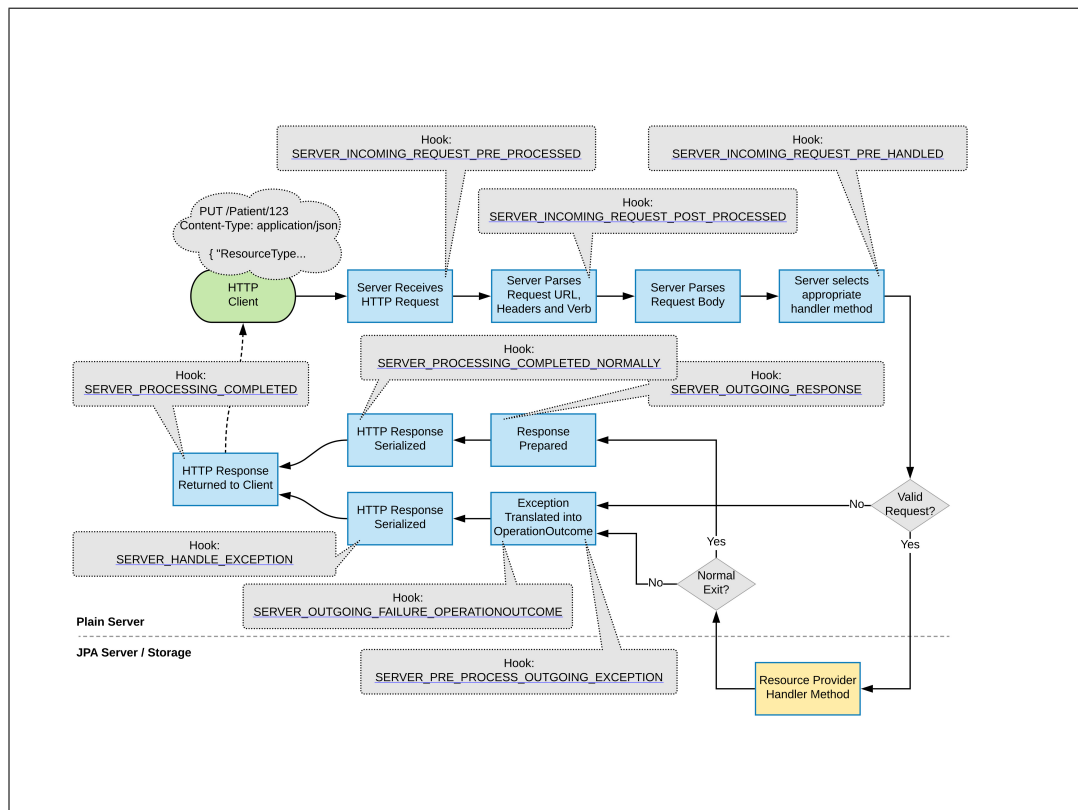 Hook:
SERVER_INCOMING_REQUEST_PRE_PROCESSED
Hook:
SERVER_INCOMING_REQUEST_PRE_HANDLED
Hook:
SERVER_INCOMING_REQUEST_POST_PROCESSED
PUT /Patient/123
Content-Type: application/json
{ "ResourceType...
HTTP
Client
Server Receives
HTTP Request
Server Parses
Request URL,
Headers and Verb
Server Parses
Request Body
Server selects
appropriate
handler method
Hook:
SERVER_PROCESSING_COMPLETED_NORMALLY
Hook:
SERVER_PROCESSING_COMPLETED
Hook:
SERVER_OUTGOING_RESPONSE
HTTP Response
Serialized
Response
Prepared
HTTP Response
Returned to Client
HTTP Response
Serialized
Exception
Translated into
OperationOutcome
No
Valid
Request?
Yes
Yes
Hook:
SERVER_HANDLE_EXCEPTION
No
Normal
Exit?
Hook:
SERVER_OUTGOING_FAILURE_OPERATIONOUTCOME
Plain Server
JPA Server / Storage
Hook:
SERVER_PRE_PROCESS_OUTGOING_EXCEPTION
Resource Provider
Handler Method